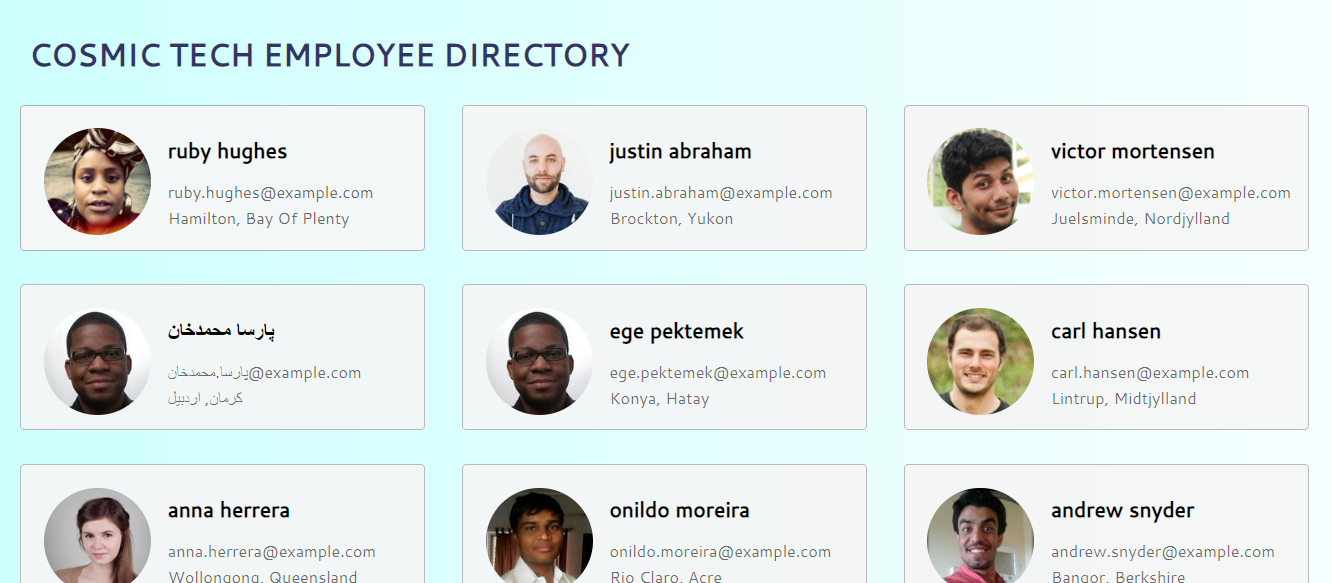 COSMIC TECH EMPLOYEE DIRECTORY
ruby hughes
ruby.hughes@example.com
Hamilton, Bay Of Plenty
justin abraham
justin.abraham@example.com
Brockton, Yukon
victor mortensen
victor.mortensen@example.com
Juelsminde, Nordjylland
پارسا محمدخان
پارسا.محمدخان@example.com
کرمان, اردبیل
ege pektemek
ege.pektemek@example.com
Konya, Hatay
carl hansen
carl.hansen@example.com
Lintrup, Midtjylland
anna herrera
anna.herrera@example.com
Wollongong, Queensland
onildo moreira
onildo.moreira@example.com
Rio Claro, Acre
andrew snyder
andrew.snyder@example.com
Bangor, Berkshire